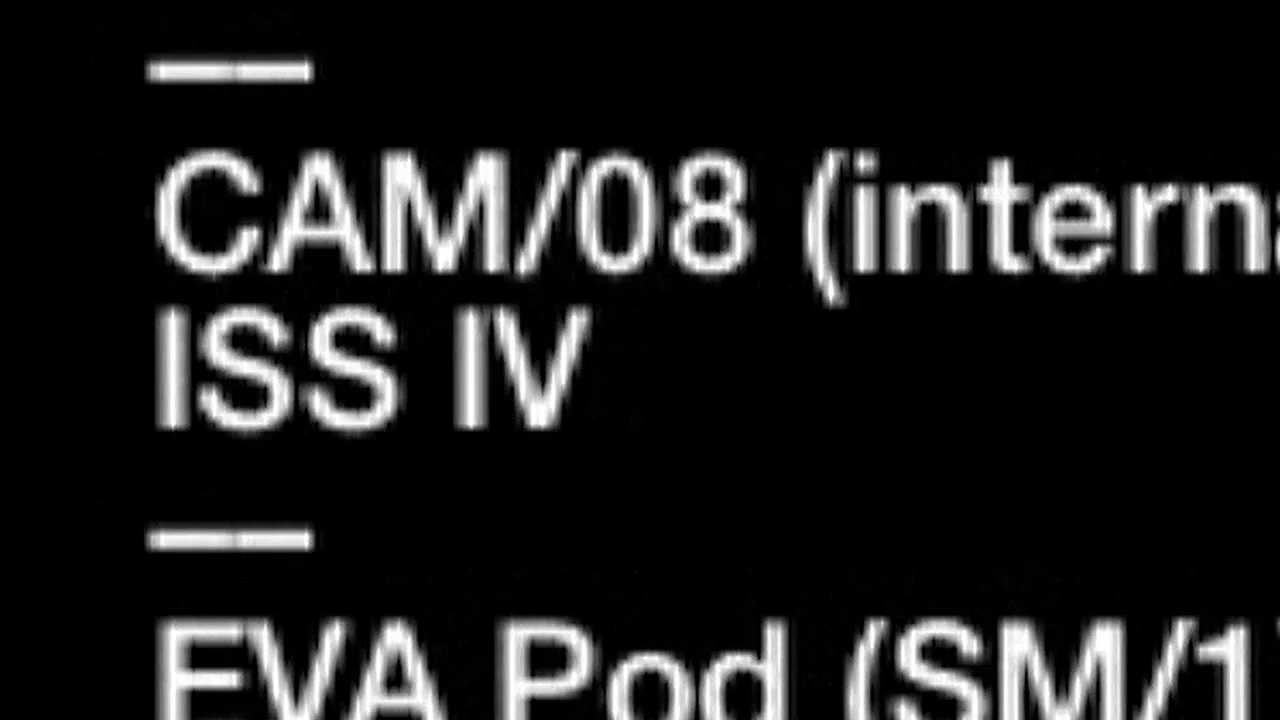 —
CAM/08 (interna
ISS IV
—
EVA Pod (SM/1